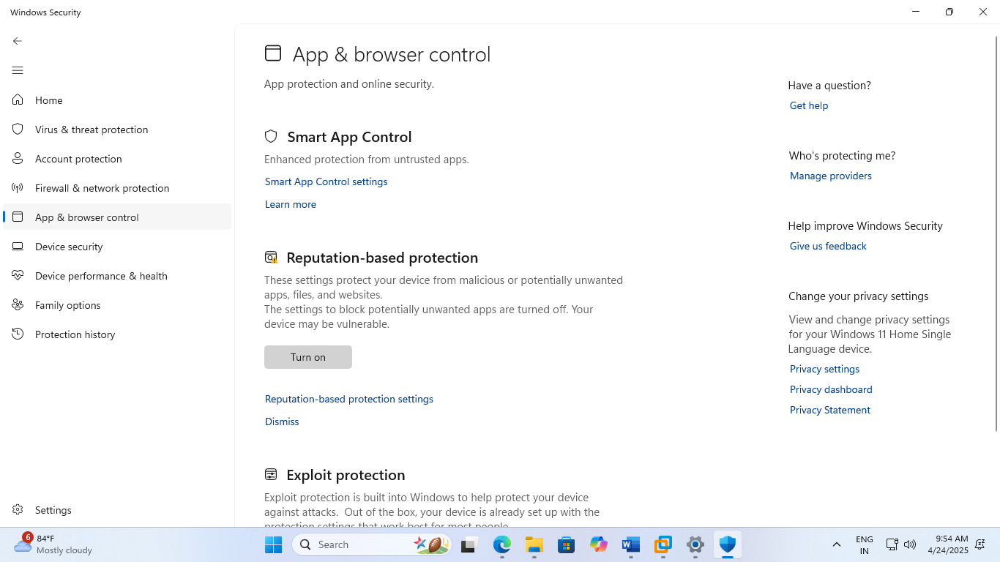 Windows Security
Home
Virus & threat protection
Account protection
Firewall & network protection
App & browser control
Device security
Device performance & health
Family options
Protection history
Settings
App & browser control
App protection and online security.
Smart App Control
Enhanced protection from untrusted apps.
Smart App Control settings
Learn more
Reputation-based protection
These settings protect your device from malicious or potentially unwanted
apps, files, and websites.
The settings to block potentially unwanted apps are turned off. Your
device may be vulnerable.
Turn on
Reputation-based protection settings
Dismiss
Exploit protection
Exploit protection is built into Windows to help protect your device
against attacks.  Out of the box, your device is already set up with the
protection settings that work best for most people.
Have a question?
Get help
Who's protecting me?
Manage providers
Help improve Windows Security
Give us feedback
Change your privacy settings
View and change privacy settings
for your Windows 11 Home Single
Language device.
Privacy settings
Privacy dashboard
Privacy Statement
6
84°F
Mostly cloudy
Search
ENG
IN
9:54 AM
4/24/2025